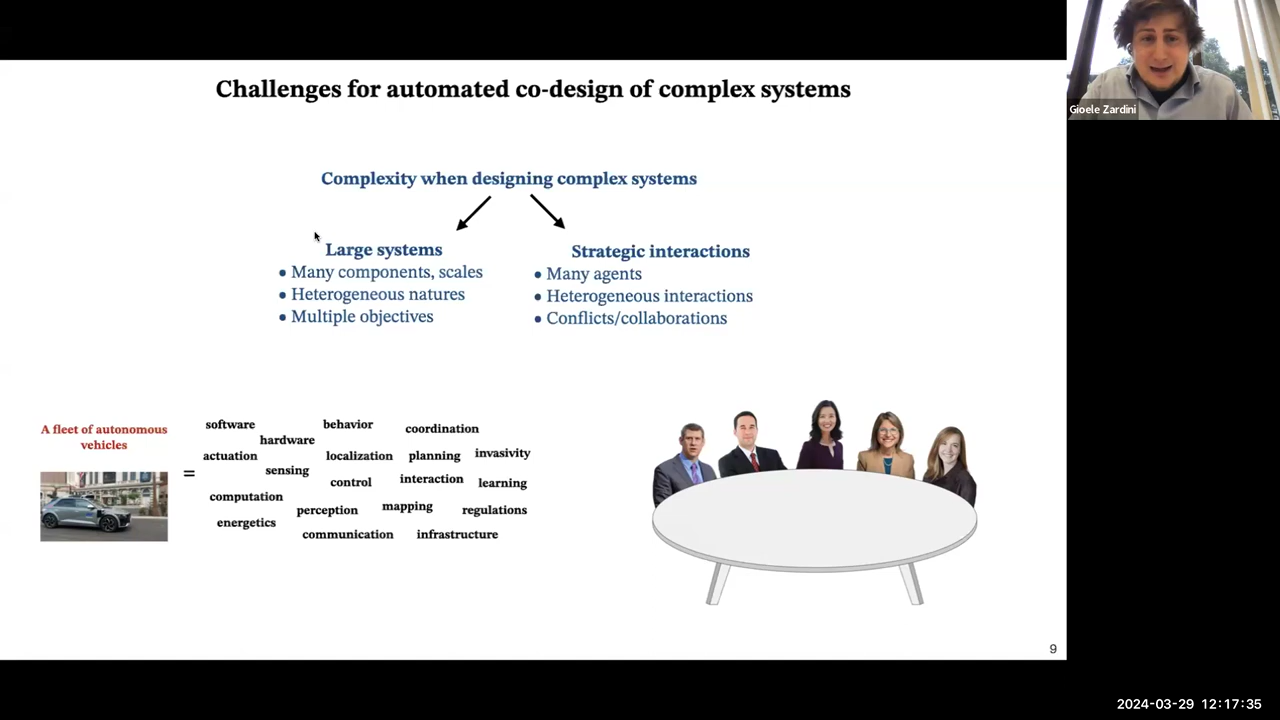 Challenges for automated co-design of complex systems
Gioele Zardini
Complexity when designing complex systems
Large systems
• Many components, scales
• Heterogeneous natures
• Multiple objectives
Strategic interactions
• Many agents
• Heterogeneous interactions
• Conflicts/collaborations
A fleet of autonomous
vehicles
=
software
behavior
coordination
hardware
actuation
localization
planning
invasivity
sensing
control
interaction
learning
computation
perception
mapping
regulations
energetics
communication
infrastructure
9
2024-03-29 12:17:35